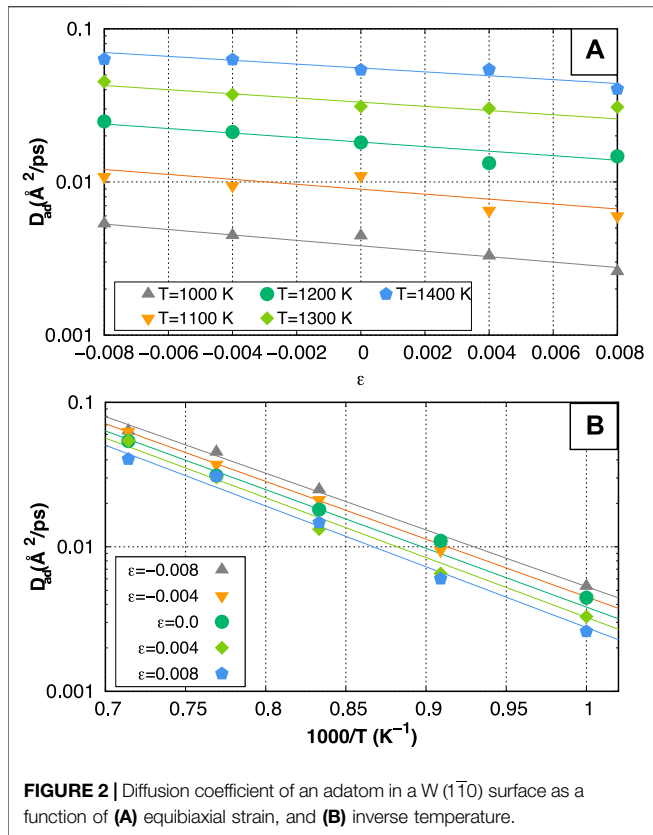 0.1
A
0.01
D_ad(Å ²/ps)
T=1000 K T=1200 K T=1400 K
T=1100 K T=1300 K
0.001
−0.008 −0.006 −0.004 −0.002 0 0.002 0.004 0.006 0.008
ε
0.1
B
D_ad(Å ²/ps)
0.01
ε=−0.008
ε=−0.004
ε=0.0
ε=0.004
ε=0.008
0.001
0.7 0.75 0.8 0.85 0.9 0.95 1
1000/T (K⁻¹)
FIGURE 2 | Diffusion coefficient of an adatom in a W (11̅0) surface as a
function of (A) equibiaxial strain, and (B) inverse temperature.